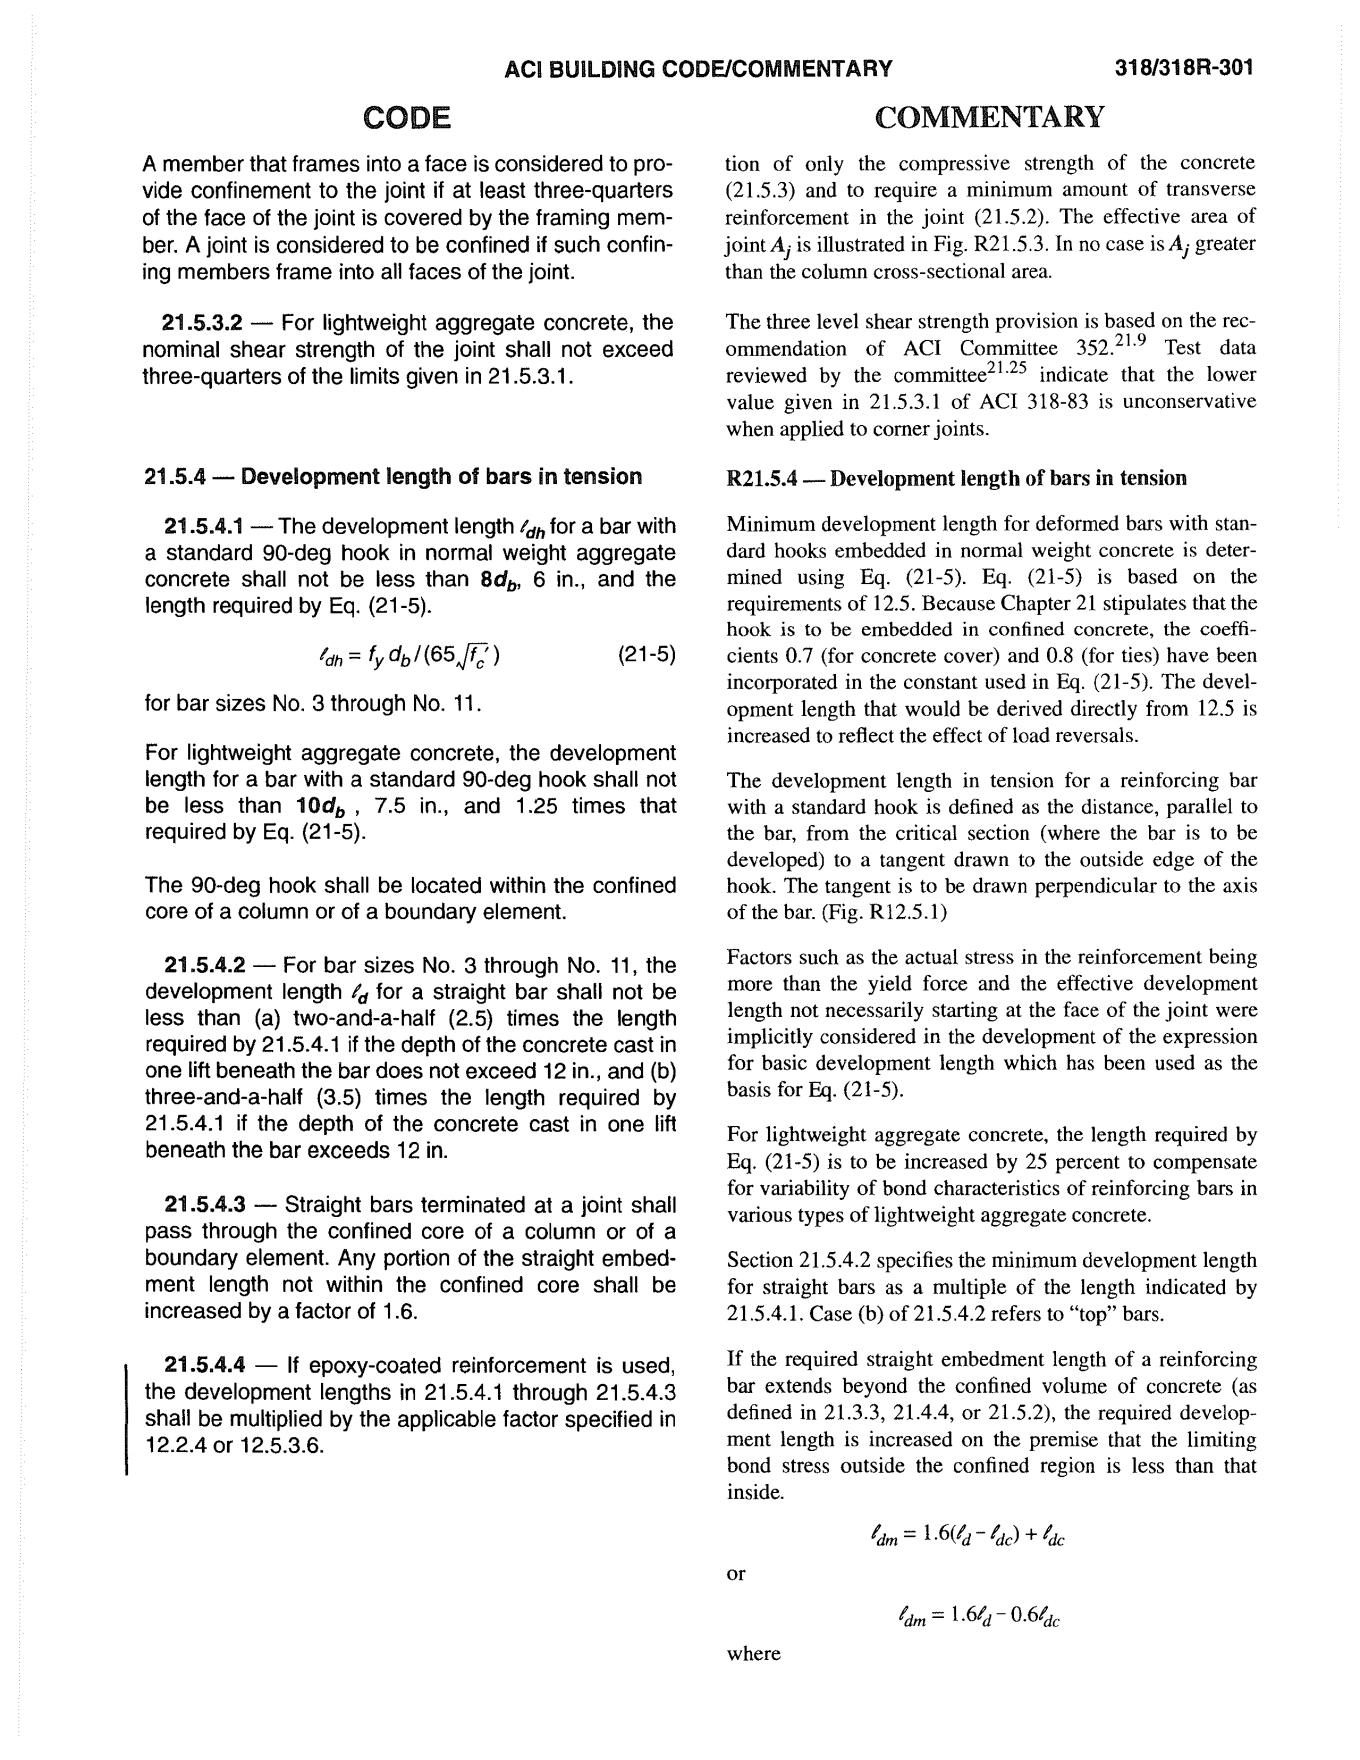 ACI BUILDING CODE/COMMENTARY 318/318R-301
CODE
A member that frames into a face is considered to pro-
vide confinement to the joint if at least three-quarters
of the face of the joint is covered by the framing mem-
ber. A joint is considered to be confined if such confin-
ing members frame into all faces of the joint.
21.5.3.2 — For lightweight aggregate concrete, the
nominal shear strength of the joint shall not exceed
three-quarters of the limits given in 21.5.3.1.
21.5.4 — Development length of bars in tension
21.5.4.1 — The development length ℓdh for a bar with
a standard 90-deg hook in normal weight aggregate
concrete shall not be less than 8db, 6 in., and the
length required by Eq. (21-5).
ℓdh = fy db / (65√fc′) (21-5)
for bar sizes No. 3 through No. 11.
For lightweight aggregate concrete, the development
length for a bar with a standard 90-deg hook shall not
be less than 10db , 7.5 in., and 1.25 times that
required by Eq. (21-5).
The 90-deg hook shall be located within the confined
core of a column or of a boundary element.
21.5.4.2 — For bar sizes No. 3 through No. 11, the
development length ℓd for a straight bar shall not be
less than (a) two-and-a-half (2.5) times the length
required by 21.5.4.1 if the depth of the concrete cast in
one lift beneath the bar does not exceed 12 in., and (b)
three-and-a-half (3.5) times the length required by
21.5.4.1 if the depth of the concrete cast in one lift
beneath the bar exceeds 12 in.
21.5.4.3 — Straight bars terminated at a joint shall
pass through the confined core of a column or of a
boundary element. Any portion of the straight embed-
ment length not within the confined core shall be
increased by a factor of 1.6.
21.5.4.4 — If epoxy-coated reinforcement is used,
the development lengths in 21.5.4.1 through 21.5.4.3
shall be multiplied by the applicable factor specified in
12.2.4 or 12.5.3.6.
COMMENTARY
tion of only the compressive strength of the concrete
(21.5.3) and to require a minimum amount of transverse
reinforcement in the joint (21.5.2). The effective area of
joint Aj is illustrated in Fig. R21.5.3. In no case is Aj greater
than the column cross-sectional area.
The three level shear strength provision is based on the rec-
ommendation of ACI Committee 352.21.9 Test data
reviewed by the committee21.25 indicate that the lower
value given in 21.5.3.1 of ACI 318-83 is unconservative
when applied to corner joints.
R21.5.4 — Development length of bars in tension
Minimum development length for deformed bars with stan-
dard hooks embedded in normal weight concrete is deter-
mined using Eq. (21-5). Eq. (21-5) is based on the
requirements of 12.5. Because Chapter 21 stipulates that the
hook is to be embedded in confined concrete, the coeffi-
cients 0.7 (for concrete cover) and 0.8 (for ties) have been
incorporated in the constant used in Eq. (21-5). The devel-
opment length that would be derived directly from 12.5 is
increased to reflect the effect of load reversals.
The development length in tension for a reinforcing bar
with a standard hook is defined as the distance, parallel to
the bar, from the critical section (where the bar is to be
developed) to a tangent drawn to the outside edge of the
hook. The tangent is to be drawn perpendicular to the axis
of the bar. (Fig. R12.5.1)
Factors such as the actual stress in the reinforcement being
more than the yield force and the effective development
length not necessarily starting at the face of the joint were
implicitly considered in the development of the expression
for basic development length which has been used as the
basis for Eq. (21-5).
For lightweight aggregate concrete, the length required by
Eq. (21-5) is to be increased by 25 percent to compensate
for variability of bond characteristics of reinforcing bars in
various types of lightweight aggregate concrete.
Section 21.5.4.2 specifies the minimum development length
for straight bars as a multiple of the length indicated by
21.5.4.1. Case (b) of 21.5.4.2 refers to “top” bars.
If the required straight embedment length of a reinforcing
bar extends beyond the confined volume of concrete (as
defined in 21.3.3, 21.4.4, or 21.5.2), the required develop-
ment length is increased on the premise that the limiting
bond stress outside the confined region is less than that
inside.
ℓdm = 1.6(ℓd – ℓdc) + ℓdc
or
ℓdm = 1.6ℓd – 0.6ℓdc
where